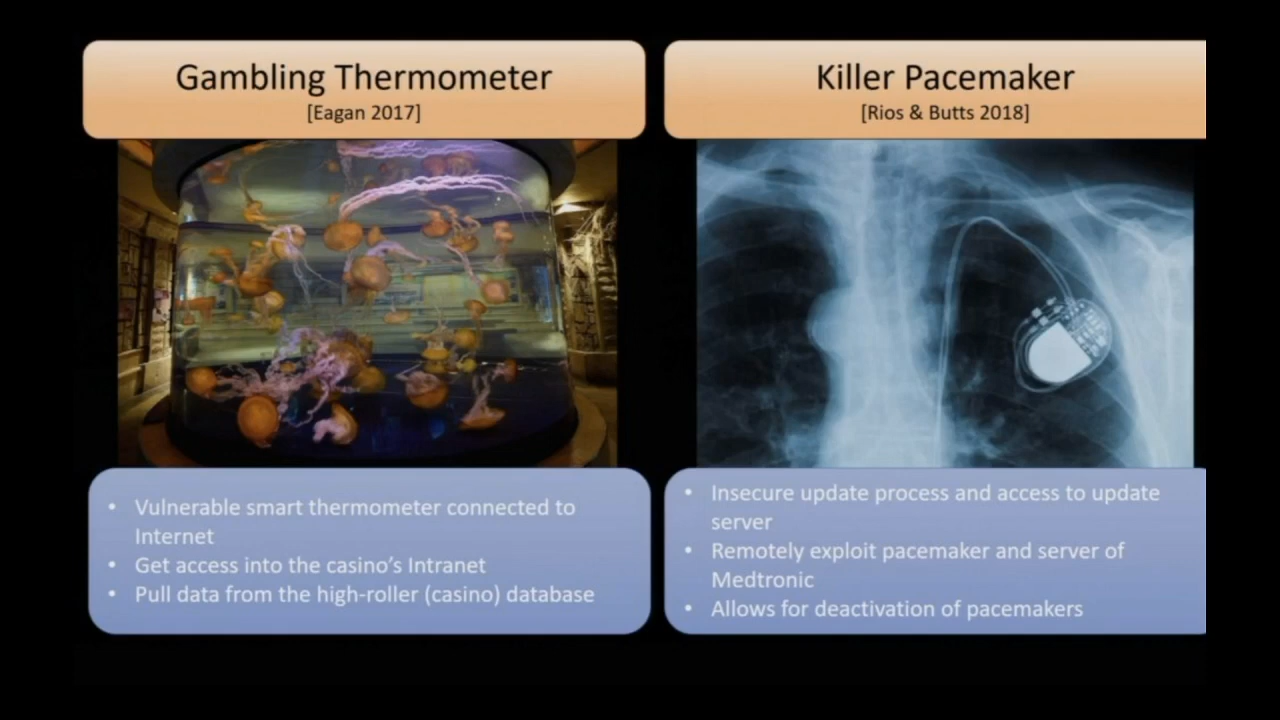 Gambling Thermometer
[Eagan 2017]
• Vulnerable smart thermometer connected to
Internet
• Get access into the casino's Intranet
• Pull data from the high-roller (casino) database
Killer Pacemaker
[Rios & Butts 2018]
• Insecure update process and access to update
server
• Remotely exploit pacemaker and server of
Medtronic
• Allows for deactivation of pacemakers